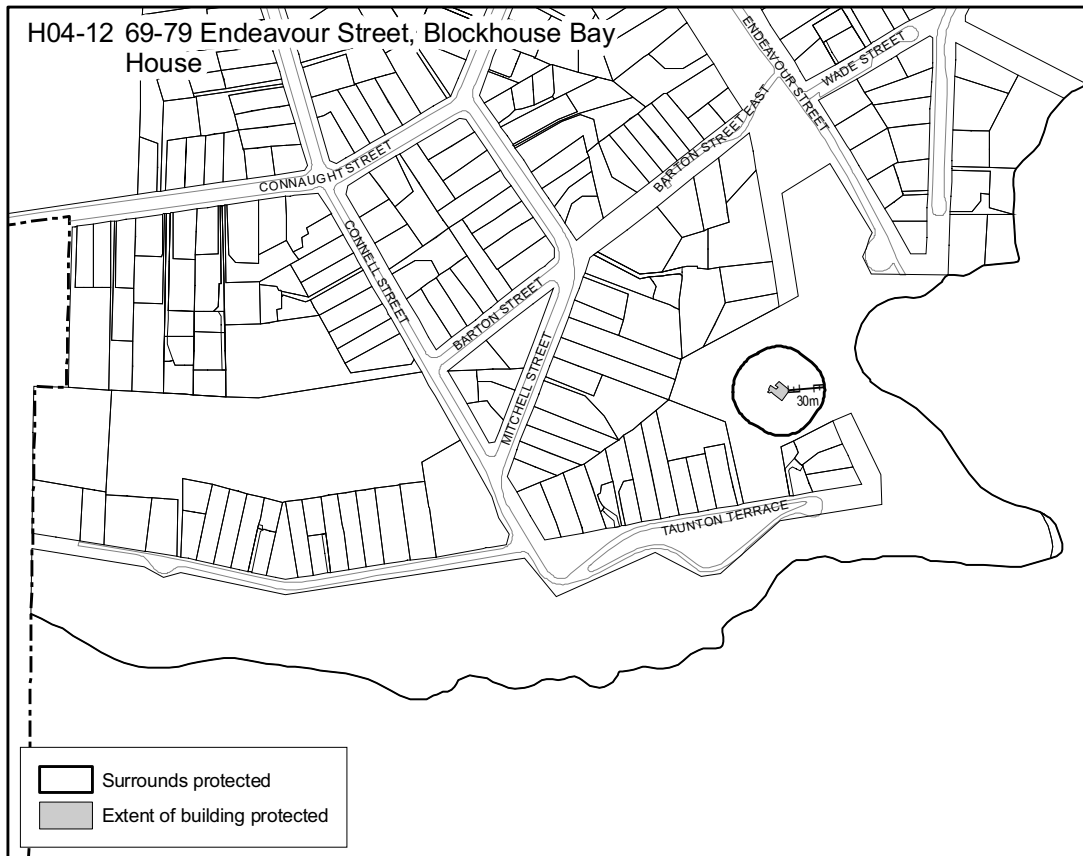 H04-12 69-79 Endeavour Street, Blockhouse Bay
House
ENDEAVOUR STREET
WADE STREET
BARTON STREET EAST
CONNAUGHT STREET
CONNELL STREET
BARTON STREET
MITCHELL STREET
30m
TAUNTON TERRACE
Surrounds protected
Extent of building protected